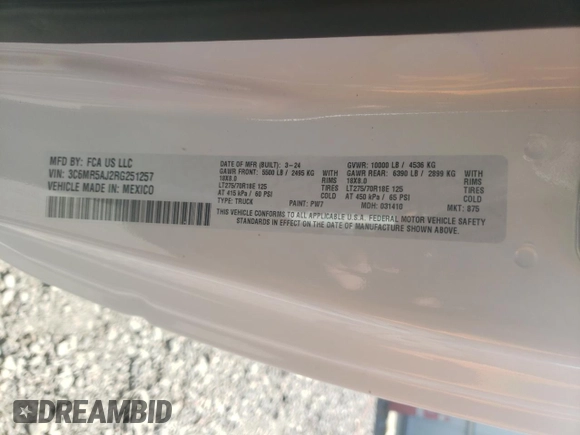 MFD BY: FCA US LLC
VIN: 3C6MR5AJ2RG251257
VEHICLE MADE IN: MEXICO
DATE OF MFR (BUILT): 3-24
GAWR FRONT: 5500 LB / 2495 KG WITH
18X8.0 RIMS
LT275/70R18E 125 TIRES
AT 415 kPa / 60 PSI COLD
TYPE: TRUCK PAINT: PW7
GVWR: 10000 LB / 4536 KG
GAWR REAR: 6390 LB / 2899 KG WITH
18X8.0 RIMS
LT275/70R18E 125 TIRES
AT 450 kPa / 65 PSI COLD
MDH: 031410 MKT: 875
THIS VEHICLE CONFORMS TO ALL APPLICABLE U.S.A. FEDERAL MOTOR VEHICLE SAFETY
STANDARDS IN EFFECT ON THE DATE OF MANUFACTURE SHOWN ABOVE.
DREAMBID